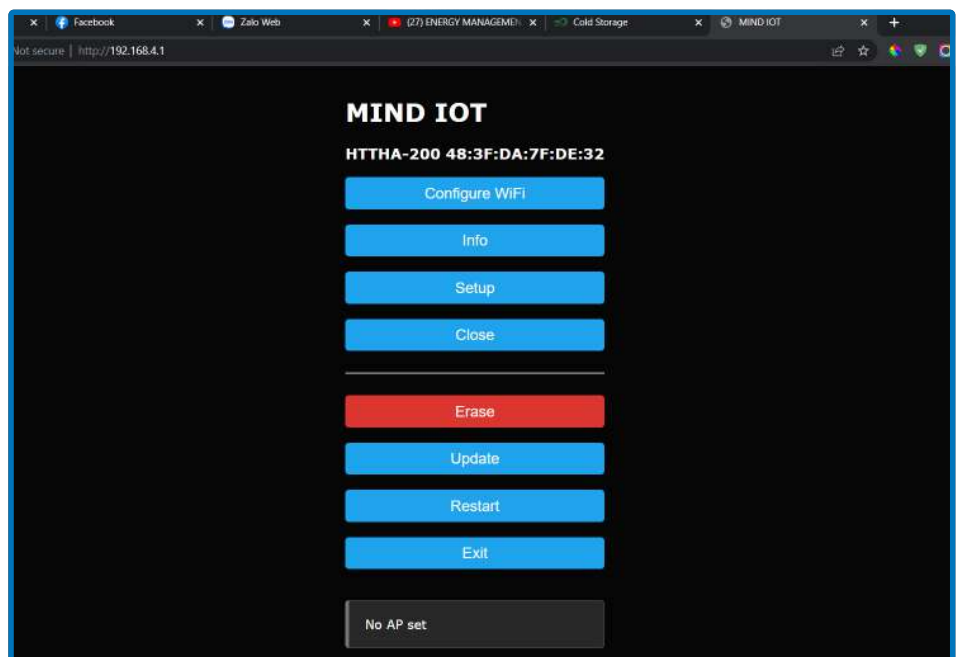 Facebook
Zalo Web
(27) ENERGY MANAGEMEN
Cold Storage
MIND IOT
Not secure | http://192.168.4.1
MIND IOT
HTTHA-200 48:3F:DA:7F:DE:32
Configure WiFi
Info
Setup
Close
Erase
Update
Restart
Exit
No AP set